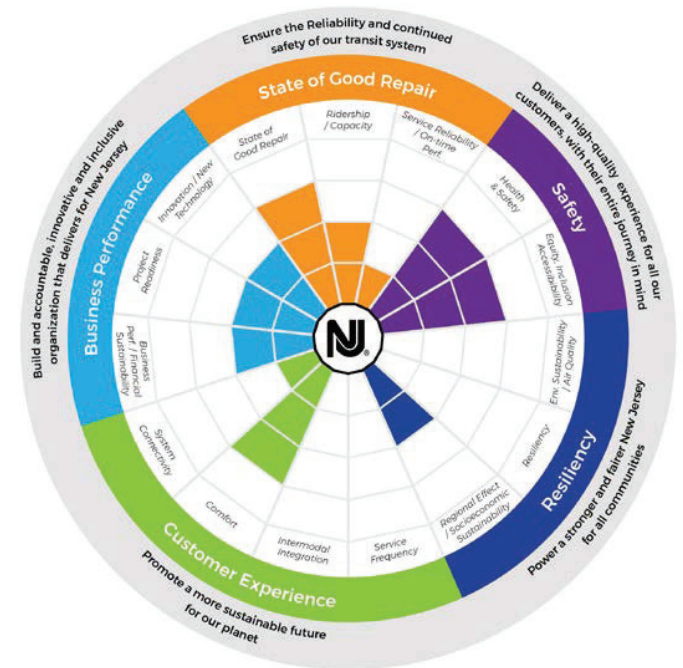 Ensure the Reliability and continued
safety of our transit system
Deliver a high-quality experience for all our
customers, with their entire journey in mind
Power a stronger and fairer New Jersey
for all communities
Promote a more sustainable future
for our planet
Build and accountable, innovative and inclusive
organization that delivers for New Jersey
State of Good Repair
Safety
Resiliency
Customer Experience
Business Performance
State of
Good Repair
Ridership
/ Capacity
Service Reliability
/ On-time
Perf.
Health
& Safety
Equity, Inclusion
Accessibility
Env. Sustainability
/ Air Quality
Resiliency
Regional Effect
/ Socioeconomic
Sustainability
Service
Frequency
Intermodal
Integration
Comfort
System
Connectivity
Business
Perf. / Financial
Sustainability
Project
Readiness
Innovation / New
Technology
NJ®